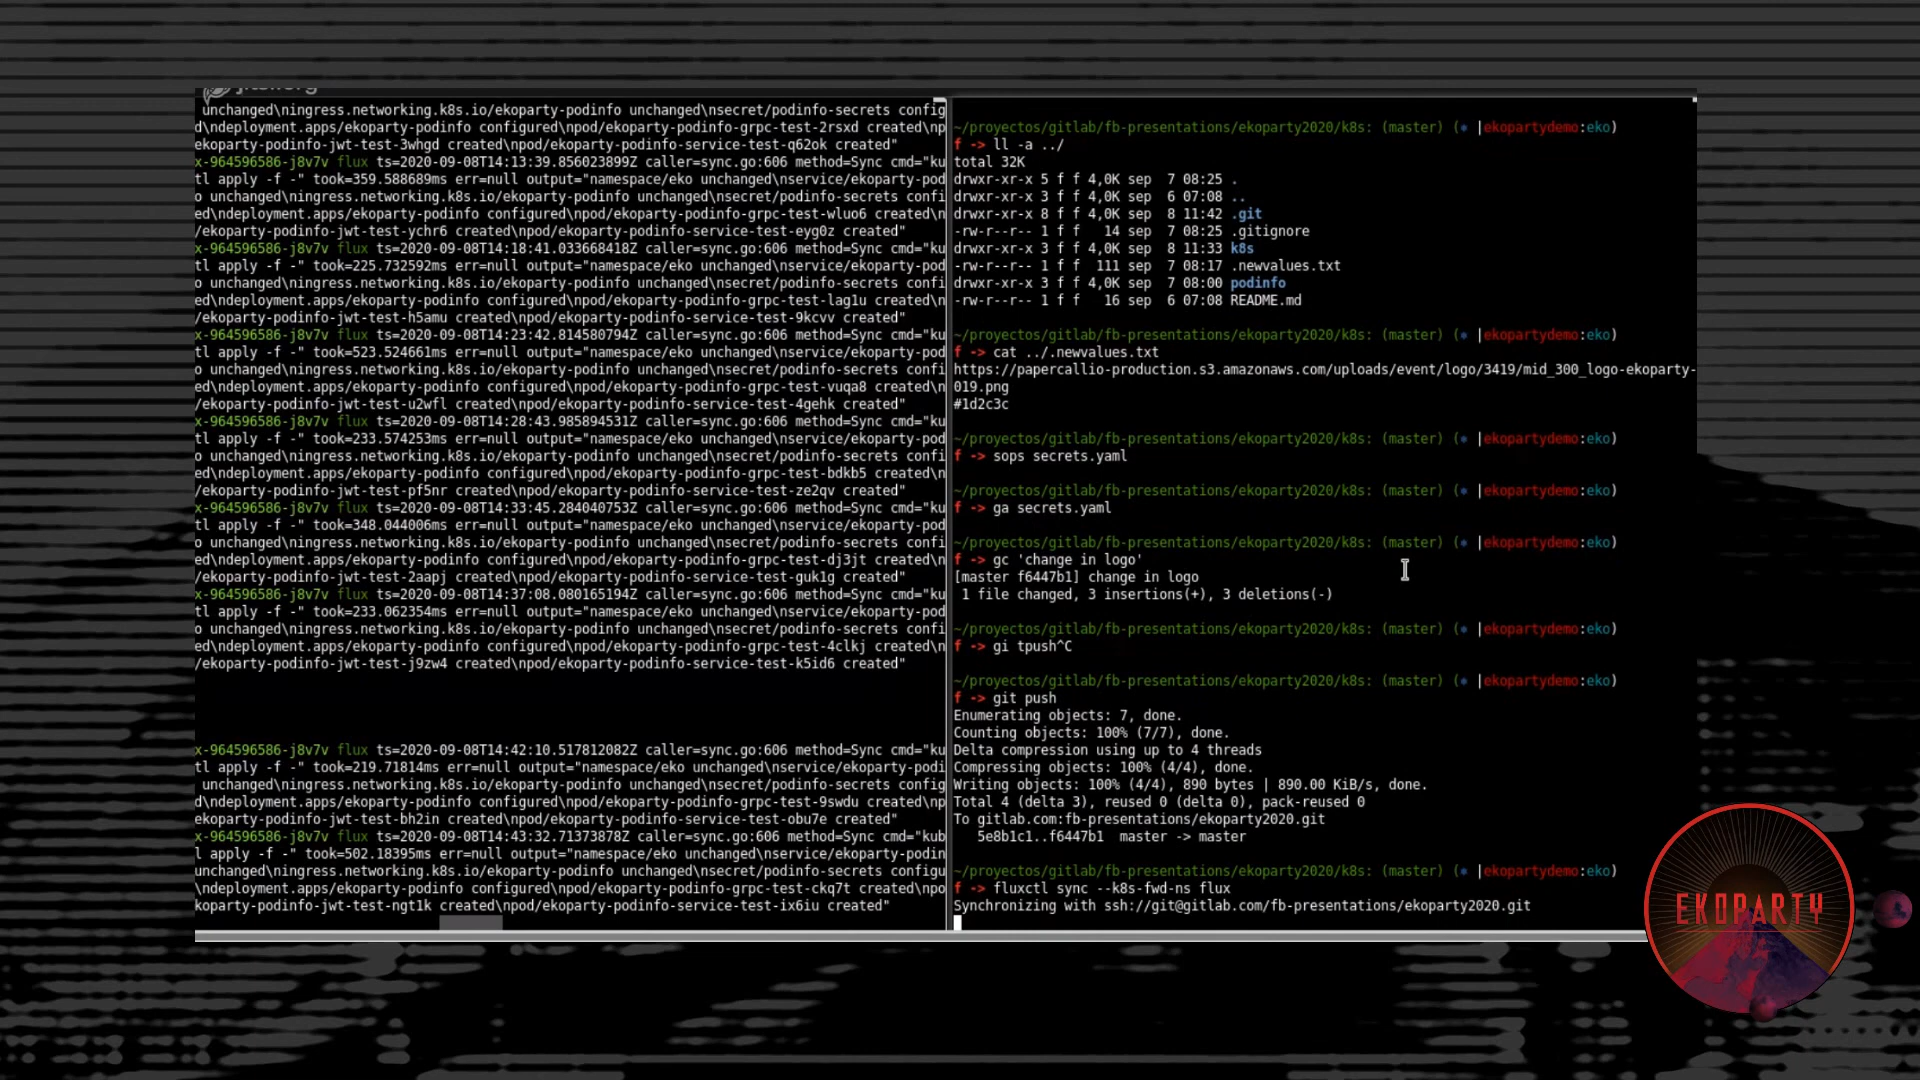 unchanged\ningress.networking.k8s.io/ekoparty-podinfo unchanged\nsecret/podinfo-secrets config
d\ndeployment.apps/ekoparty-podinfo configured\npod/ekoparty-podinfo-grpc-test-2rsxd created\np
ekoparty-podinfo-jwt-test-3whgd created\npod/ekoparty-podinfo-service-test-q62ok created"
x-964596586-j8v7v flux ts=2020-09-08T14:13:39.856023899Z caller=sync.go:606 method=Sync cmd="ku
tl apply -f -" took=359.588689ms err=null output="namespace/eko unchanged\nservice/ekoparty-pod
o unchanged\ningress.networking.k8s.io/ekoparty-podinfo unchanged\nsecret/podinfo-secrets confi
ed\ndeployment.apps/ekoparty-podinfo configured\npod/ekoparty-podinfo-grpc-test-wluo6 created\n
/ekoparty-podinfo-jwt-test-ychr6 created\npod/ekoparty-podinfo-service-test-eyg0z created"
x-964596586-j8v7v flux ts=2020-09-08T14:18:41.033668418Z caller=sync.go:606 method=Sync cmd="ku
tl apply -f -" took=225.732592ms err=null output="namespace/eko unchanged\nservice/ekoparty-pod
o unchanged\ningress.networking.k8s.io/ekoparty-podinfo unchanged\nsecret/podinfo-secrets confi
ed\ndeployment.apps/ekoparty-podinfo configured\npod/ekoparty-podinfo-grpc-test-lag1u created\n
/ekoparty-podinfo-jwt-test-h5amu created\npod/ekoparty-podinfo-service-test-9kcvv created"
x-964596586-j8v7v flux ts=2020-09-08T14:23:42.814580794Z caller=sync.go:606 method=Sync cmd="ku
tl apply -f -" took=523.524661ms err=null output="namespace/eko unchanged\nservice/ekoparty-pod
o unchanged\ningress.networking.k8s.io/ekoparty-podinfo unchanged\nsecret/podinfo-secrets confi
ed\ndeployment.apps/ekoparty-podinfo configured\npod/ekoparty-podinfo-grpc-test-vuqa8 created\n
/ekoparty-podinfo-jwt-test-u2wfl created\npod/ekoparty-podinfo-service-test-4gehk created"
x-964596586-j8v7v flux ts=2020-09-08T14:28:43.985894531Z caller=sync.go:606 method=Sync cmd="ku
tl apply -f -" took=233.574253ms err=null output="namespace/eko unchanged\nservice/ekoparty-pod
o unchanged\ningress.networking.k8s.io/ekoparty-podinfo unchanged\nsecret/podinfo-secrets confi
ed\ndeployment.apps/ekoparty-podinfo configured\npod/ekoparty-podinfo-grpc-test-bdkb5 created\n
/ekoparty-podinfo-jwt-test-pf5nr created\npod/ekoparty-podinfo-service-test-ze2qv created"
x-964596586-j8v7v flux ts=2020-09-08T14:33:45.284040753Z caller=sync.go:606 method=Sync cmd="ku
tl apply -f -" took=348.044006ms err=null output="namespace/eko unchanged\nservice/ekoparty-pod
o unchanged\ningress.networking.k8s.io/ekoparty-podinfo unchanged\nsecret/podinfo-secrets confi
ed\ndeployment.apps/ekoparty-podinfo configured\npod/ekoparty-podinfo-grpc-test-dj3jt created\n
/ekoparty-podinfo-jwt-test-2aapj created\npod/ekoparty-podinfo-service-test-guk1g created"
x-964596586-j8v7v flux ts=2020-09-08T14:37:08.080165194Z caller=sync.go:606 method=Sync cmd="ku
tl apply -f -" took=233.062354ms err=null output="namespace/eko unchanged\nservice/ekoparty-pod
o unchanged\ningress.networking.k8s.io/ekoparty-podinfo unchanged\nsecret/podinfo-secrets confi
ed\ndeployment.apps/ekoparty-podinfo configured\npod/ekoparty-podinfo-grpc-test-4clkj created\n
/ekoparty-podinfo-jwt-test-j9zw4 created\npod/ekoparty-podinfo-service-test-k5id6 created"
x-964596586-j8v7v flux ts=2020-09-08T14:42:10.517812082Z caller=sync.go:606 method=Sync cmd="ku
tl apply -f -" took=219.71814ms err=null output="namespace/eko unchanged\nservice/ekoparty-podi
unchanged\ningress.networking.k8s.io/ekoparty-podinfo unchanged\nsecret/podinfo-secrets config
d\ndeployment.apps/ekoparty-podinfo configured\npod/ekoparty-podinfo-grpc-test-9swdu created\np
ekoparty-podinfo-jwt-test-bh2in created\npod/ekoparty-podinfo-service-test-obu7e created"
x-964596586-j8v7v flux ts=2020-09-08T14:43:32.71373878Z caller=sync.go:606 method=Sync cmd="kub
l apply -f -" took=502.18395ms err=null output="namespace/eko unchanged\nservice/ekoparty-podin
unchanged\ningress.networking.k8s.io/ekoparty-podinfo unchanged\nsecret/podinfo-secrets configu
\ndeployment.apps/ekoparty-podinfo configured\npod/ekoparty-podinfo-grpc-test-ckq7t created\npo
koparty-podinfo-jwt-test-ngt1k created\npod/ekoparty-podinfo-service-test-ix6iu created"
~/proyectos/gitlab/fb-presentations/ekoparty2020/k8s: (master) (⎈ |ekopartydemo:eko)
f -> ll -a ../
total 32K
drwxr-xr-x 5 f f 4,0K sep  7 08:25 .
drwxr-xr-x 3 f f 4,0K sep  6 07:08 ..
drwxr-xr-x 8 f f 4,0K sep  8 11:42 .git
-rw-r--r-- 1 f f   14 sep  7 08:25 .gitignore
drwxr-xr-x 3 f f 4,0K sep  8 11:33 k8s
-rw-r--r-- 1 f f  111 sep  7 08:17 .newvalues.txt
drwxr-xr-x 3 f f 4,0K sep  7 08:00 podinfo
-rw-r--r-- 1 f f   16 sep  6 07:08 README.md
~/proyectos/gitlab/fb-presentations/ekoparty2020/k8s: (master) (⎈ |ekopartydemo:eko)
f -> cat ../.newvalues.txt
https://papercallio-production.s3.amazonaws.com/uploads/event/logo/3419/mid_300_logo-ekoparty-
019.png
#1d2c3c
~/proyectos/gitlab/fb-presentations/ekoparty2020/k8s: (master) (⎈ |ekopartydemo:eko)
f -> sops secrets.yaml
~/proyectos/gitlab/fb-presentations/ekoparty2020/k8s: (master) (⎈ |ekopartydemo:eko)
f -> ga secrets.yaml
~/proyectos/gitlab/fb-presentations/ekoparty2020/k8s: (master) (⎈ |ekopartydemo:eko)
f -> gc 'change in logo'
[master f6447b1] change in logo
1 file changed, 3 insertions(+), 3 deletions(-)
~/proyectos/gitlab/fb-presentations/ekoparty2020/k8s: (master) (⎈ |ekopartydemo:eko)
f -> gi tpush^C
~/proyectos/gitlab/fb-presentations/ekoparty2020/k8s: (master) (⎈ |ekopartydemo:eko)
f -> git push
Enumerating objects: 7, done.
Counting objects: 100% (7/7), done.
Delta compression using up to 4 threads
Compressing objects: 100% (4/4), done.
Writing objects: 100% (4/4), 890 bytes | 890.00 KiB/s, done.
Total 4 (delta 3), reused 0 (delta 0), pack-reused 0
To gitlab.com:fb-presentations/ekoparty2020.git
5e8b1c1..f6447b1  master -> master
~/proyectos/gitlab/fb-presentations/ekoparty2020/k8s: (master) (⎈ |ekopartydemo:eko)
f -> fluxctl sync --k8s-fwd-ns flux
Synchronizing with ssh://git@gitlab.com/fb-presentations/ekoparty2020.git
EKOPARTY